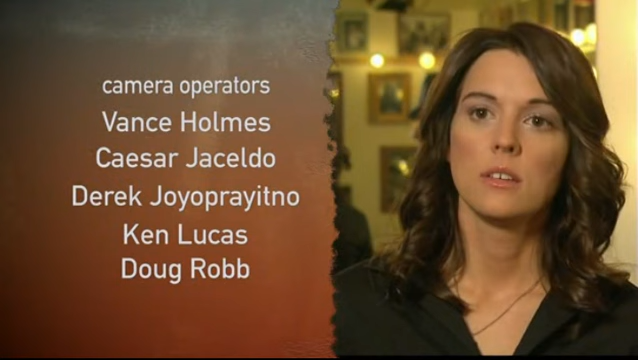 camera operators
Vance Holmes
Caesar Jaceldo
Derek Joyoprayitno
Ken Lucas
Doug Robb